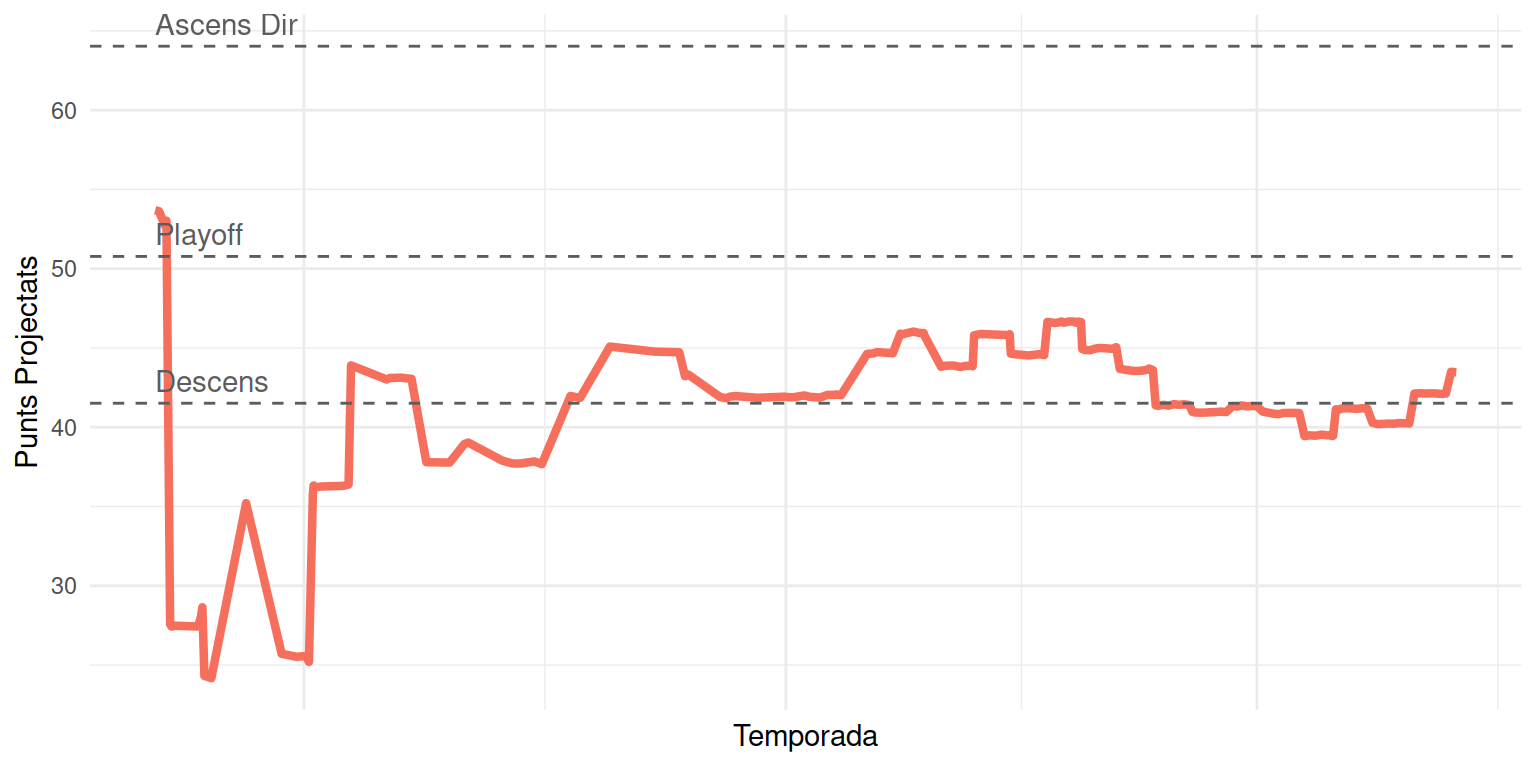 Ascens Dir
60
Playoff
50
Punts Projectats
Descens
40
30
Temporada